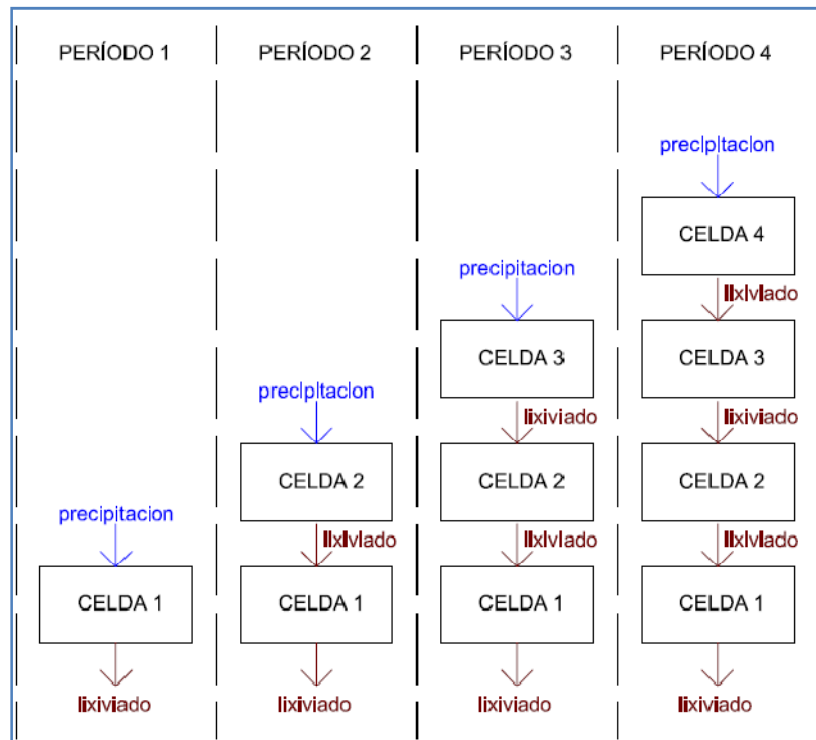 PERÍODO 1
precipitacion
CELDA 1
lixiviado
PERÍODO 2
precipitacion
CELDA 2
lixiviado
CELDA 1
lixiviado
PERÍODO 3
precipitacion
CELDA 3
lixiviado
CELDA 2
lixiviado
CELDA 1
lixiviado
PERÍODO 4
precipitacion
CELDA 4
lixiviado
CELDA 3
lixiviado
CELDA 2
lixiviado
CELDA 1
lixiviado